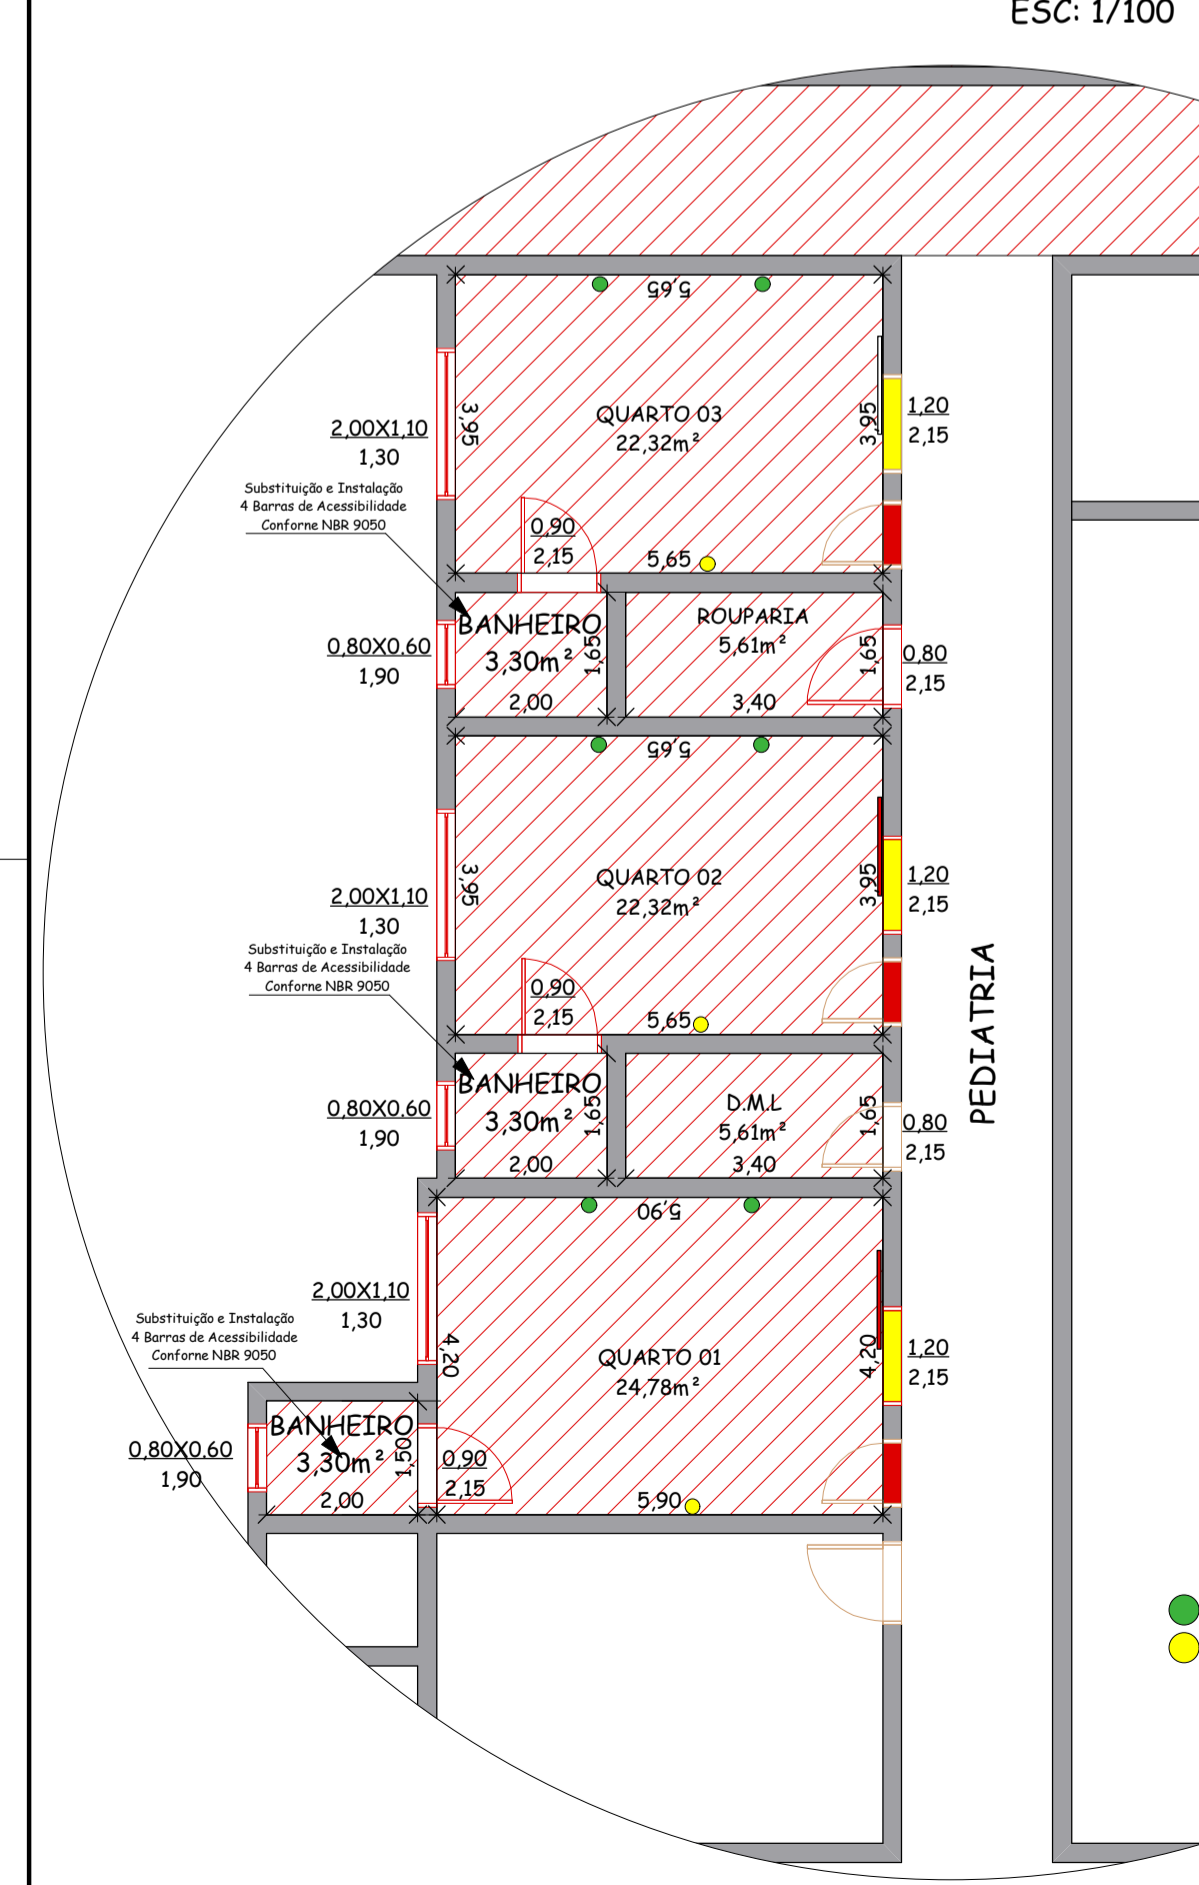 ESC: 1/100
5,65
QUARTO 03
22,32m²
3,95
3,95
1,20
2,15
2,00X1,10
1,30
Substituição e Instalação
4 Barras de Acessibilidade
Conforne NBR 9050
0,90
2,15
5,65
BANHEIRO
3,30m²
1,65
2,00
ROUPARIA
5,61m²
1,65
3,40
0,80
2,15
0,80X0.60
1,90
5,65
QUARTO 02
22,32m²
3,95
3,95
1,20
2,15
2,00X1,10
1,30
Substituição e Instalação
4 Barras de Acessibilidade
Conforne NBR 9050
0,90
2,15
5,65
PEDIATRIA
BANHEIRO
3,30m²
1,65
2,00
D.M.L
5,61m²
1,65
3,40
0,80
2,15
0,80X0.60
1,90
5,90
QUARTO 01
24,78m²
4,20
4,20
1,20
2,15
2,00X1,10
1,30
Substituição e Instalação
4 Barras de Acessibilidade
Conforne NBR 9050
BANHEIRO
3,30m²
1,50
2,00
0,90
2,15
5,90
0,80X0.60
1,90